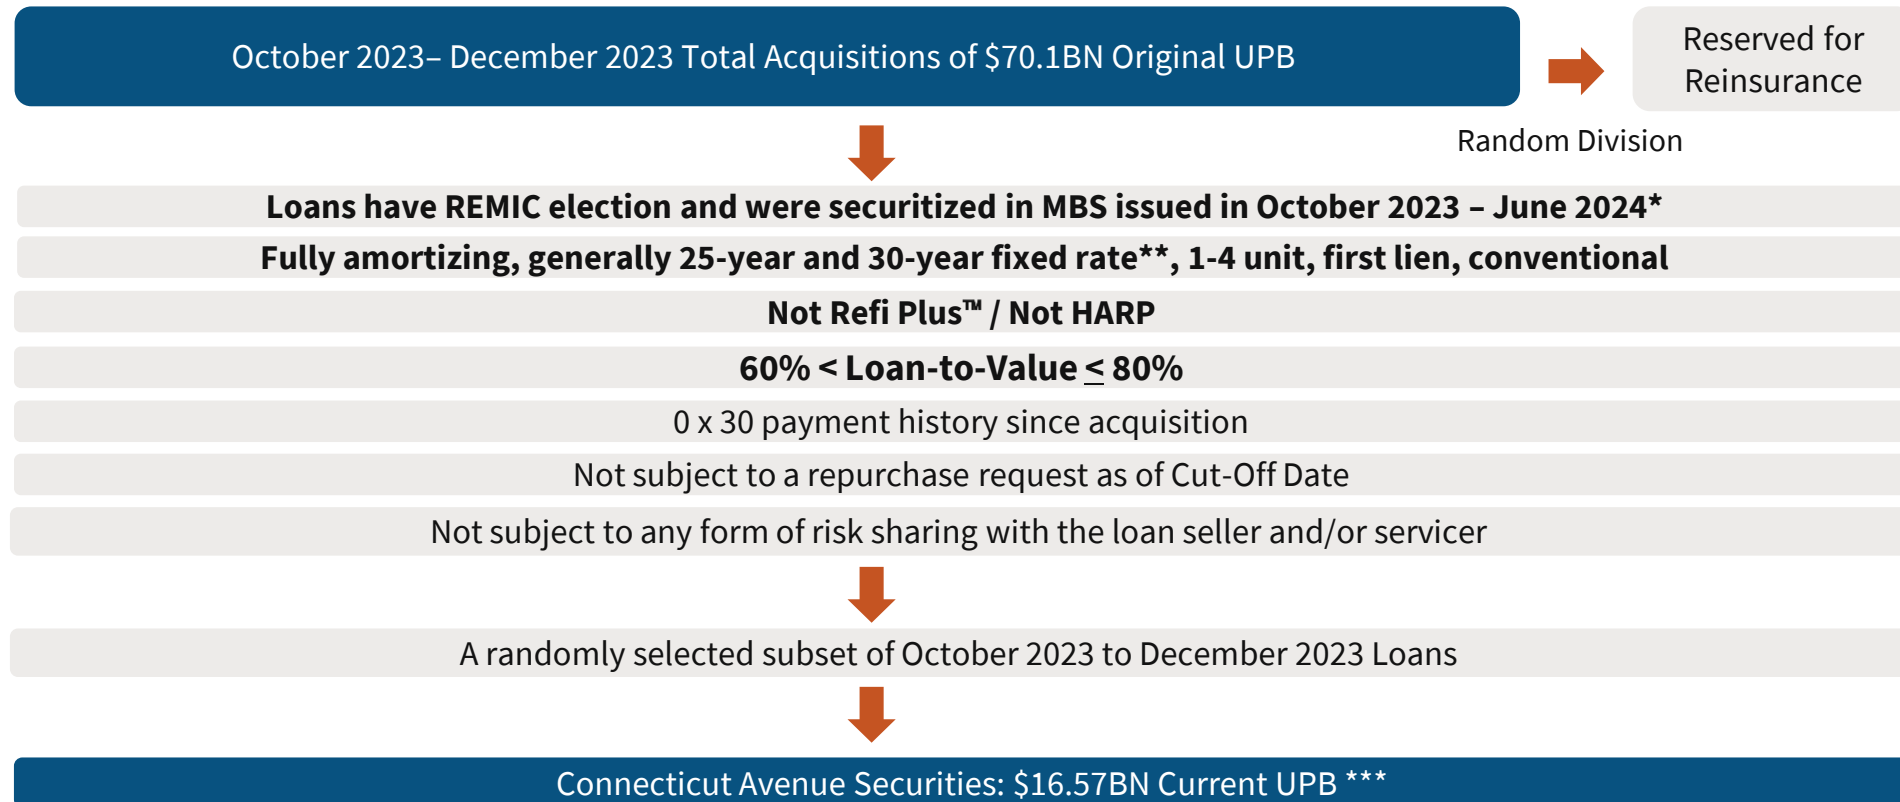 October 2023– December 2023 Total Acquisitions of $70.1BN Original UPB
Reserved for
Reinsurance
Random Division
Loans have REMIC election and were securitized in MBS issued in October 2023 – June 2024*
Fully amortizing, generally 25-year and 30-year fixed rate**, 1-4 unit, first lien, conventional
Not Refi Plus™ / Not HARP
60% < Loan-to-Value ≤ 80%
0 x 30 payment history since acquisition
Not subject to a repurchase request as of Cut-Off Date
Not subject to any form of risk sharing with the loan seller and/or servicer
A randomly selected subset of October 2023 to December 2023 Loans
Connecticut Avenue Securities: $16.57BN Current UPB ***